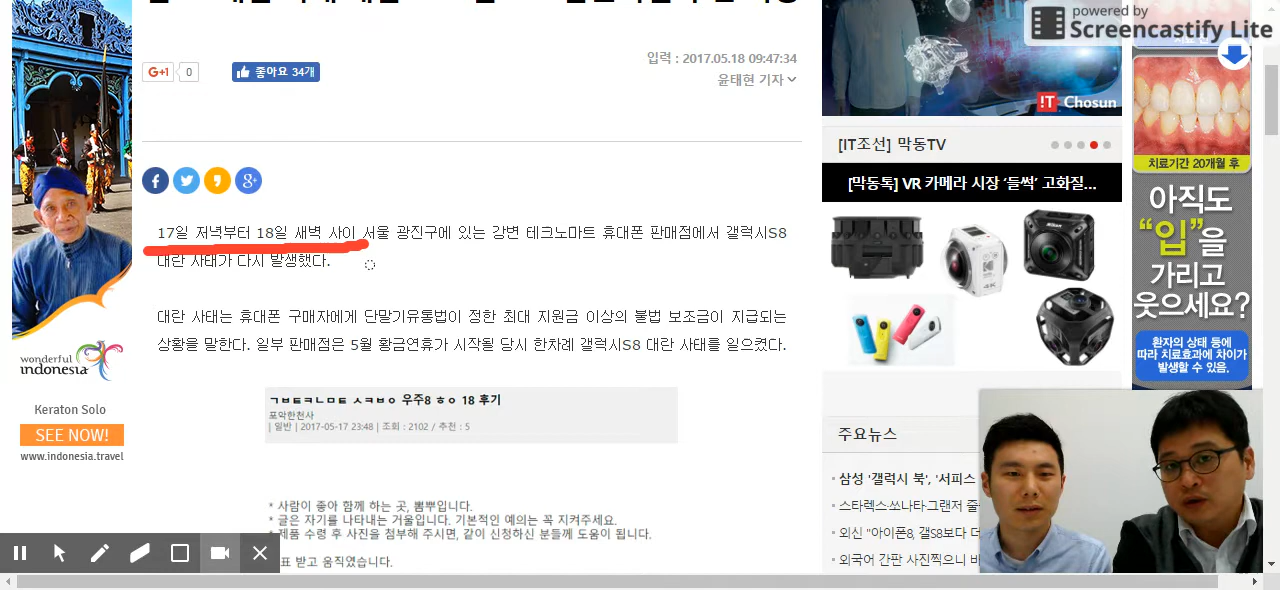 powered by
Screencastify Lite
입력 : 2017.05.18 09:47:34
윤태현 기자
G+1 0
좋아요 34개
17일 저녁부터 18일 새벽 사이 서울 광진구에 있는 강변 테크노마트 휴대폰 판매점에서 갤럭시S8
대란 사태가 다시 발생했다.
대란 사태는 휴대폰 구매자에게 단말기유통법이 정한 최대 지원금 이상의 불법 보조금이 지급되는
상황을 말한다. 일부 판매점은 5월 황금연휴가 시작될 당시 한차례 갤럭시S8 대란 사태를 일으켰다.
ㄱㅂㅌㅋㄴㅁㅌ ㅅㅋㅂㅇ 우주8 ㅎㅇ 18 후기
포악한천사
| 일반 | 2017-05-17 23:48 | 조회 : 2102 / 추천 : 5
* 사람이 좋아 함께 하는 곳, 뽐뿌입니다.
* 글은 자기를 나타내는 거울입니다. 기본적인 예의는 꼭 지켜주세요.
* 제품 수령 후 사진을 첨부해 주시면, 같이 신청하신 분들께 도움이 됩니다.
표 받고 움직였습니다.
wonderful
indonesia
Keraton Solo
SEE NOW!
www.indonesia.travel
IT Chosun
[IT조선] 막동TV
[막동톡] VR 카메라 시장 ‘들썩’ 고화질...
4K
Nikon
주요뉴스
삼성 '갤럭시 북', '서피스
스타렉스·쏘나타·그랜저 줄
외신 "아이폰8, 갤S8보다 더
외국어 간판 사진찍으니
치료기간 20개월 후
아직도
“입”을
가리고
웃으세요?
환자의 상태 등에
따라 치료효과에 차이가
발생할 수 있음.